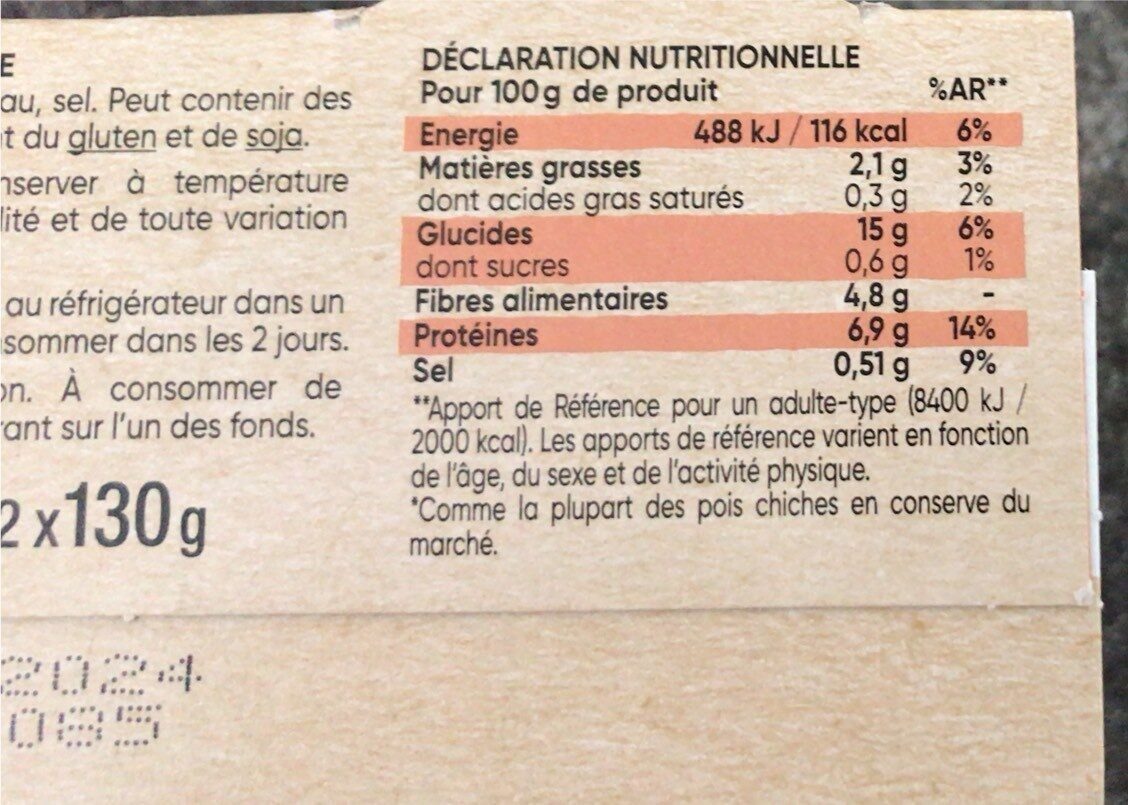 E
au, sel. Peut contenir des
t du gluten et de soja.
nserver à température
lité et de toute variation
au réfrigérateur dans un
sommer dans les 2 jours.
on. À consommer de
rant sur l'un des fonds.
2 x130g
2024
085
DÉCLARATION NUTRITIONNELLE
Pour 100g de produit %AR**
Energie 488 kJ / 116 kcal 6%
Matières grasses 2,1 g 3%
dont acides gras saturés 0,3 g 2%
Glucides 15 g 6%
dont sucres 0,6 g 1%
Fibres alimentaires 4,8 g -
Protéines 6,9 g 14%
Sel 0,51 g 9%
**Apport de Référence pour un adulte-type (8400 kJ /
2000 kcal). Les apports de référence varient en fonction
de l'âge, du sexe et de l'activité physique.
*Comme la plupart des pois chiches en conserve du
marché.